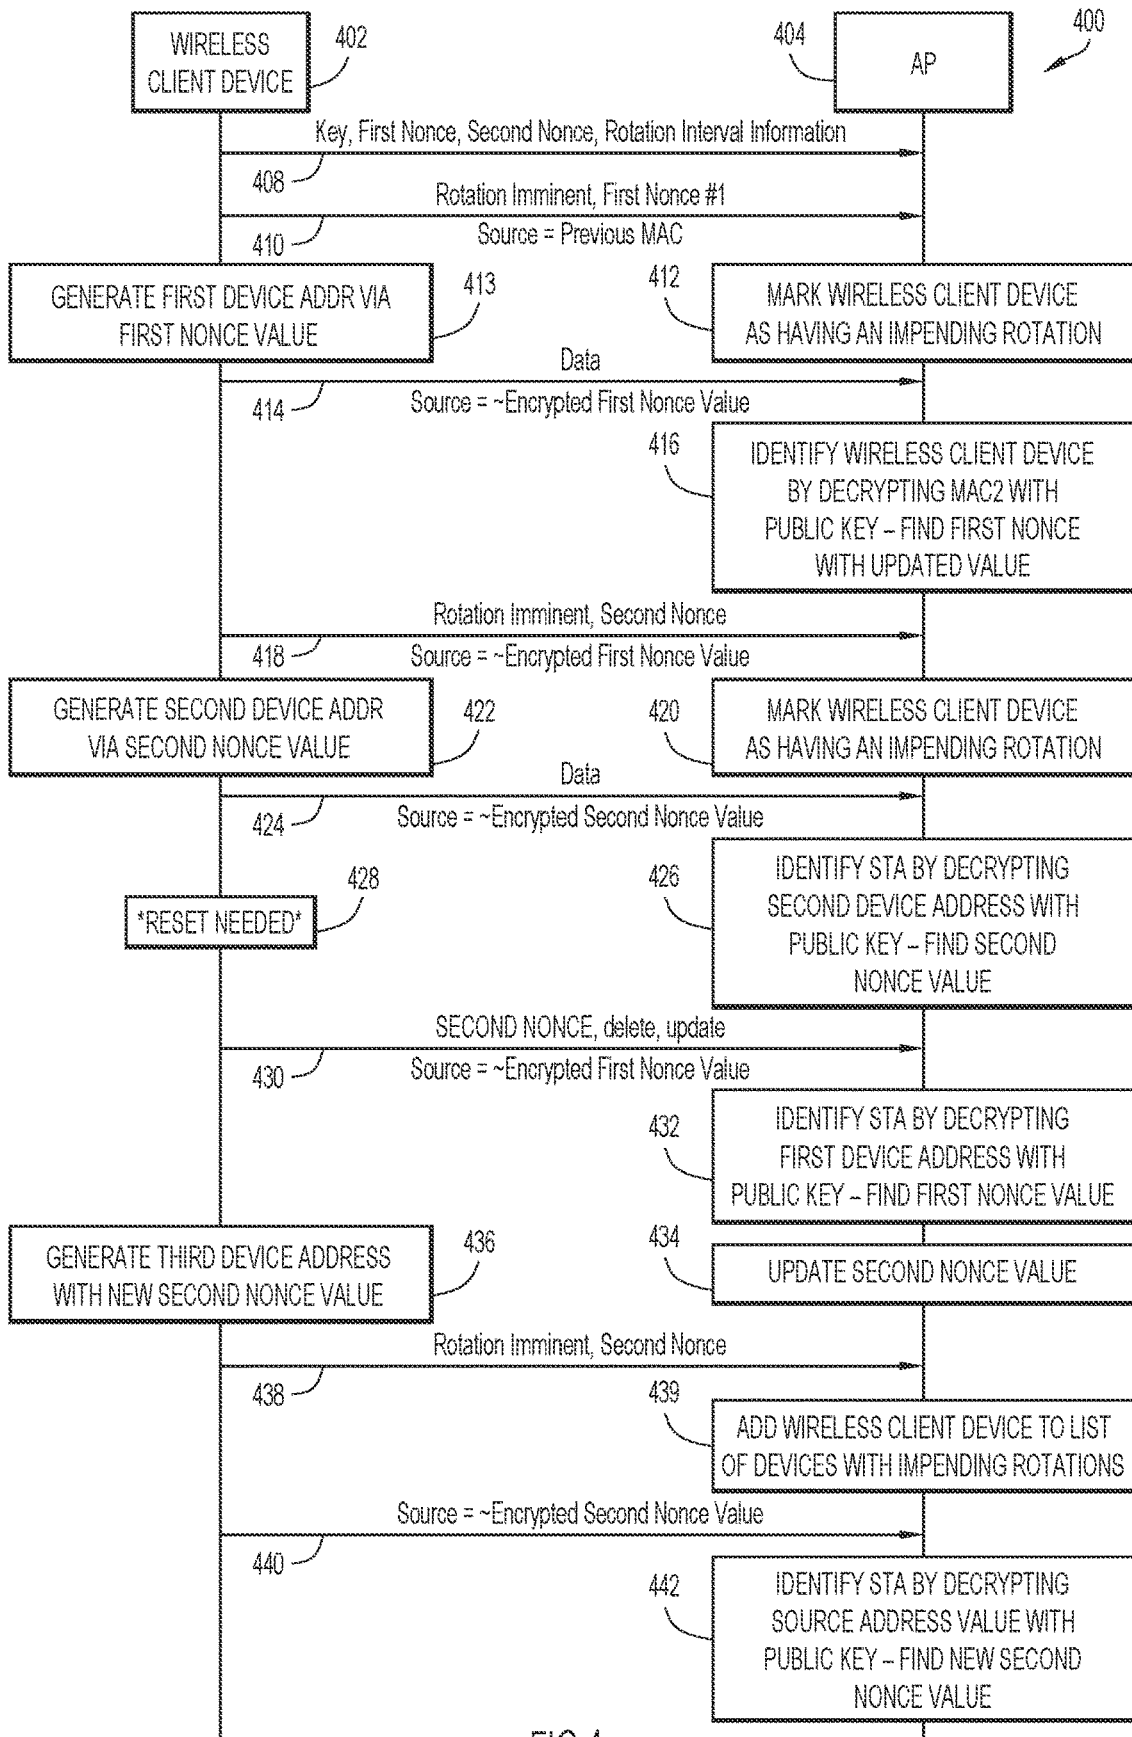 WIRELESS
CLIENT DEVICE
402
404
AP
400
Key, First Nonce, Second Nonce, Rotation Interval Information
408
Rotation Imminent, First Nonce #1
410
Source = Previous MAC
GENERATE FIRST DEVICE ADDR VIA
FIRST NONCE VALUE
413
412
MARK WIRELESS CLIENT DEVICE
AS HAVING AN IMPENDING ROTATION
Data
414
Source = ~Encrypted First Nonce Value
416
IDENTIFY WIRELESS CLIENT DEVICE
BY DECRYPTING MAC2 WITH
PUBLIC KEY – FIND FIRST NONCE
WITH UPDATED VALUE
Rotation Imminent, Second Nonce
418
Source = ~Encrypted First Nonce Value
GENERATE SECOND DEVICE ADDR
VIA SECOND NONCE VALUE
422
420
MARK WIRELESS CLIENT DEVICE
AS HAVING AN IMPENDING ROTATION
Data
424
Source = ~Encrypted Second Nonce Value
428
*RESET NEEDED*
426
IDENTIFY STA BY DECRYPTING
SECOND DEVICE ADDRESS WITH
PUBLIC KEY – FIND SECOND
NONCE VALUE
SECOND NONCE, delete, update
430
Source = ~Encrypted First Nonce Value
432
IDENTIFY STA BY DECRYPTING
FIRST DEVICE ADDRESS WITH
PUBLIC KEY – FIND FIRST NONCE VALUE
GENERATE THIRD DEVICE ADDRESS
WITH NEW SECOND NONCE VALUE
436
434
UPDATE SECOND NONCE VALUE
Rotation Imminent, Second Nonce
438
439
ADD WIRELESS CLIENT DEVICE TO LIST
OF DEVICES WITH IMPENDING ROTATIONS
Source = ~Encrypted Second Nonce Value
440
442
IDENTIFY STA BY DECRYPTING
SOURCE ADDRESS VALUE WITH
PUBLIC KEY – FIND NEW SECOND
NONCE VALUE